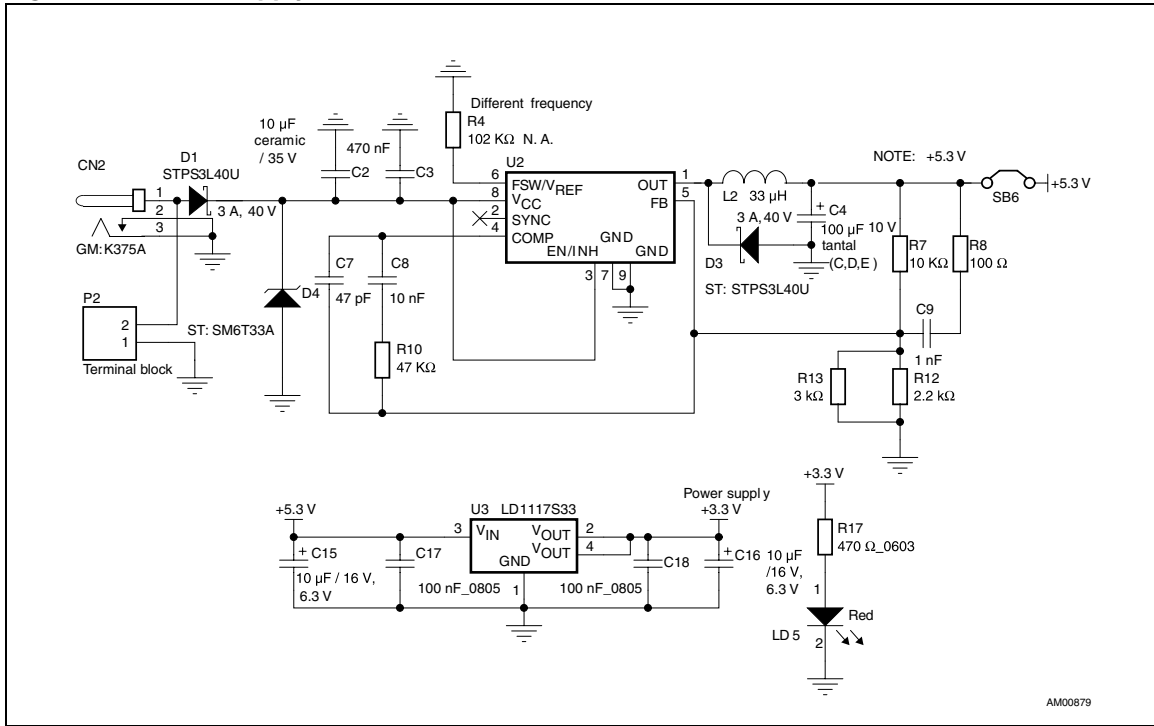 Different frequency
R4
102 KΩ N. A.
10 µF
ceramic
/ 35 V
470 nF
C2
C3
CN2
1
2
3
GM: K375A
D1
STPS3L40U
3 A, 40 V
P2
2
1
Terminal block
D4
ST: SM6T33A
C7
47 pF
C8
10 nF
R10
47 KΩ
U2
6
8
2
4
FSW/VREF
VCC
SYNC
COMP
EN/INH
GND
GND
OUT
FB
1
5
3
7
9
L2 33 µH
3 A, 40 V
D3
ST: STPS3L40U
+
C4
100 µF 10 V
tantal
(C,D,E )
NOTE: +5.3 V
SB6
+5.3 V
R7
10 KΩ
R8
100 Ω
C9
1 nF
R13
3 kΩ
R12
2.2 kΩ
+5.3 V
+
C15
10 µF / 16 V,
6.3 V
C17
100 nF_0805
U3 LD1117S33
3
VIN
VOUT
VOUT
GND
2
4
1
Power supply
+3.3 V
C18
100 nF_0805
+
C16
10 µF
/16 V,
6.3 V
+3.3 V
R17
470 Ω_0603
1
Red
LD 5
2
AM00879